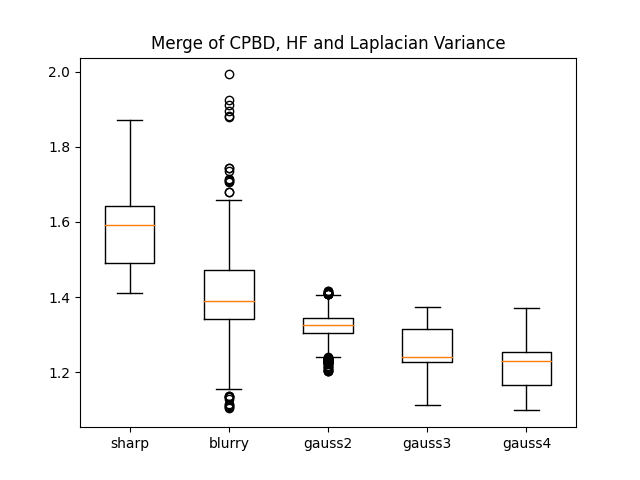 Merge of CPBD, HF and Laplacian Variance
2.0
1.8
1.6
1.4
1.2
sharp blurry gauss2 gauss3 gauss4